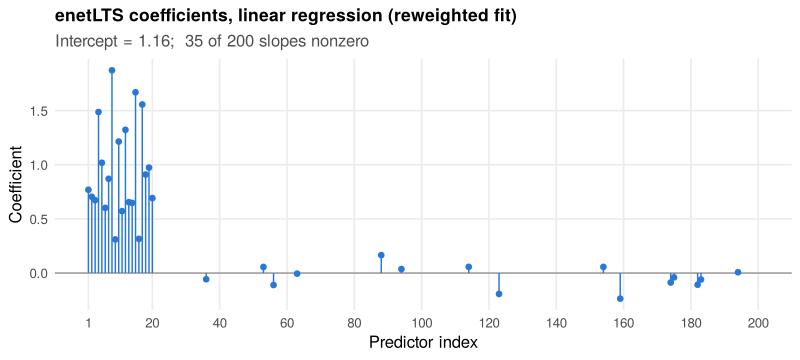 enetLTS coefficients, linear regression (reweighted fit)
Intercept = 1.16;  35 of 200 slopes nonzero
Coefficient
1.5
1.0
0.5
0.0
1 20 40 60 80 100 120 140 160 180 200
Predictor index